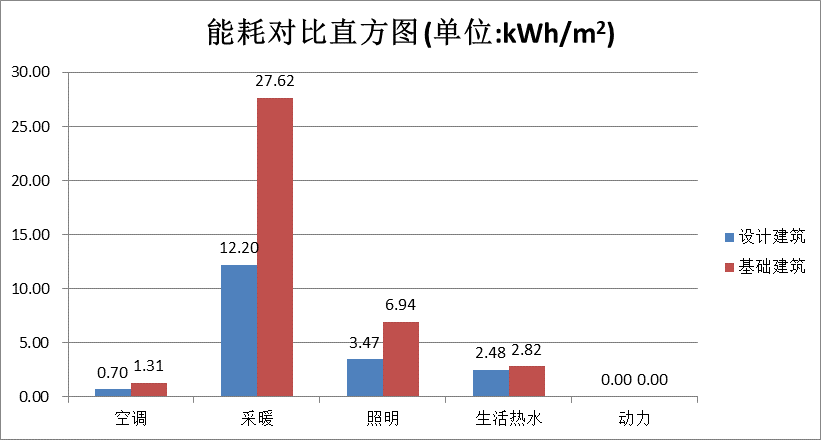 能耗对比直方图(单位:kWh/m²)
30.00
25.00
20.00
15.00
10.00
5.00
0.00
0.70
1.31
12.20
27.62
3.47
6.94
2.48
2.82
0.00 0.00
空调
采暖
照明
生活热水
动力
设计建筑
基础建筑